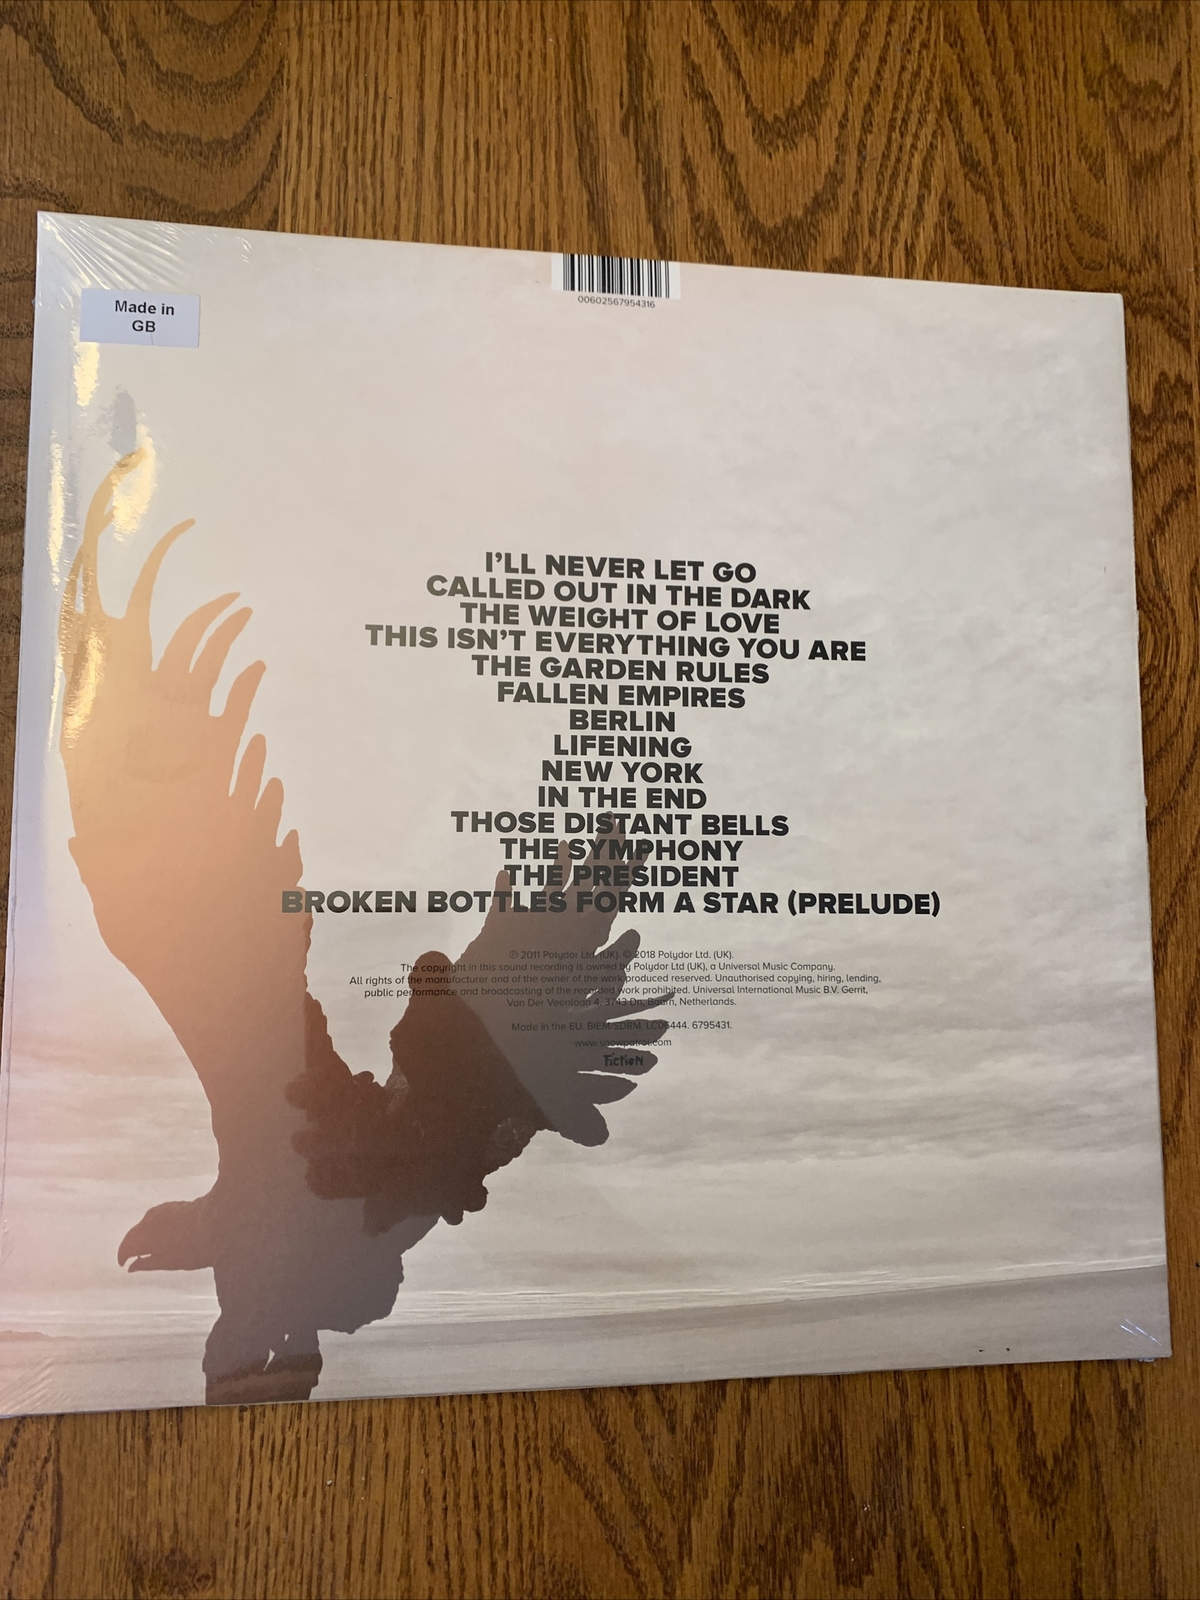 Made in
GB
00602567954316
I'LL NEVER LET GO
CALLED OUT IN THE DARK
THE WEIGHT OF LOVE
THIS ISN'T EVERYTHING YOU ARE
THE GARDEN RULES
FALLEN EMPIRES
BERLIN
LIFENING
NEW YORK
IN THE END
THOSE DISTANT BELLS
THE SYMPHONY
THE PRESIDENT
BROKEN BOTTLES FORM A STAR (PRELUDE)
℗ 2011 Polydor Ltd. (UK). © 2018 Polydor Ltd. (UK).
The copyright in this sound recording is owned by Polydor Ltd (UK), a Universal Music Company.
All rights of the manufacturer and of the owner of the work produced reserved. Unauthorised copying, hiring, lending,
public performance and broadcasting of the recorded work prohibited. Universal International Music B.V. Gerrit,
Van Der Veenlaan 4, 3743 Dn, Baarn, Netherlands.
Made in the EU. BIEM/SDRM. LC06444. 6795431.
www.snowpatrol.com
Fiction